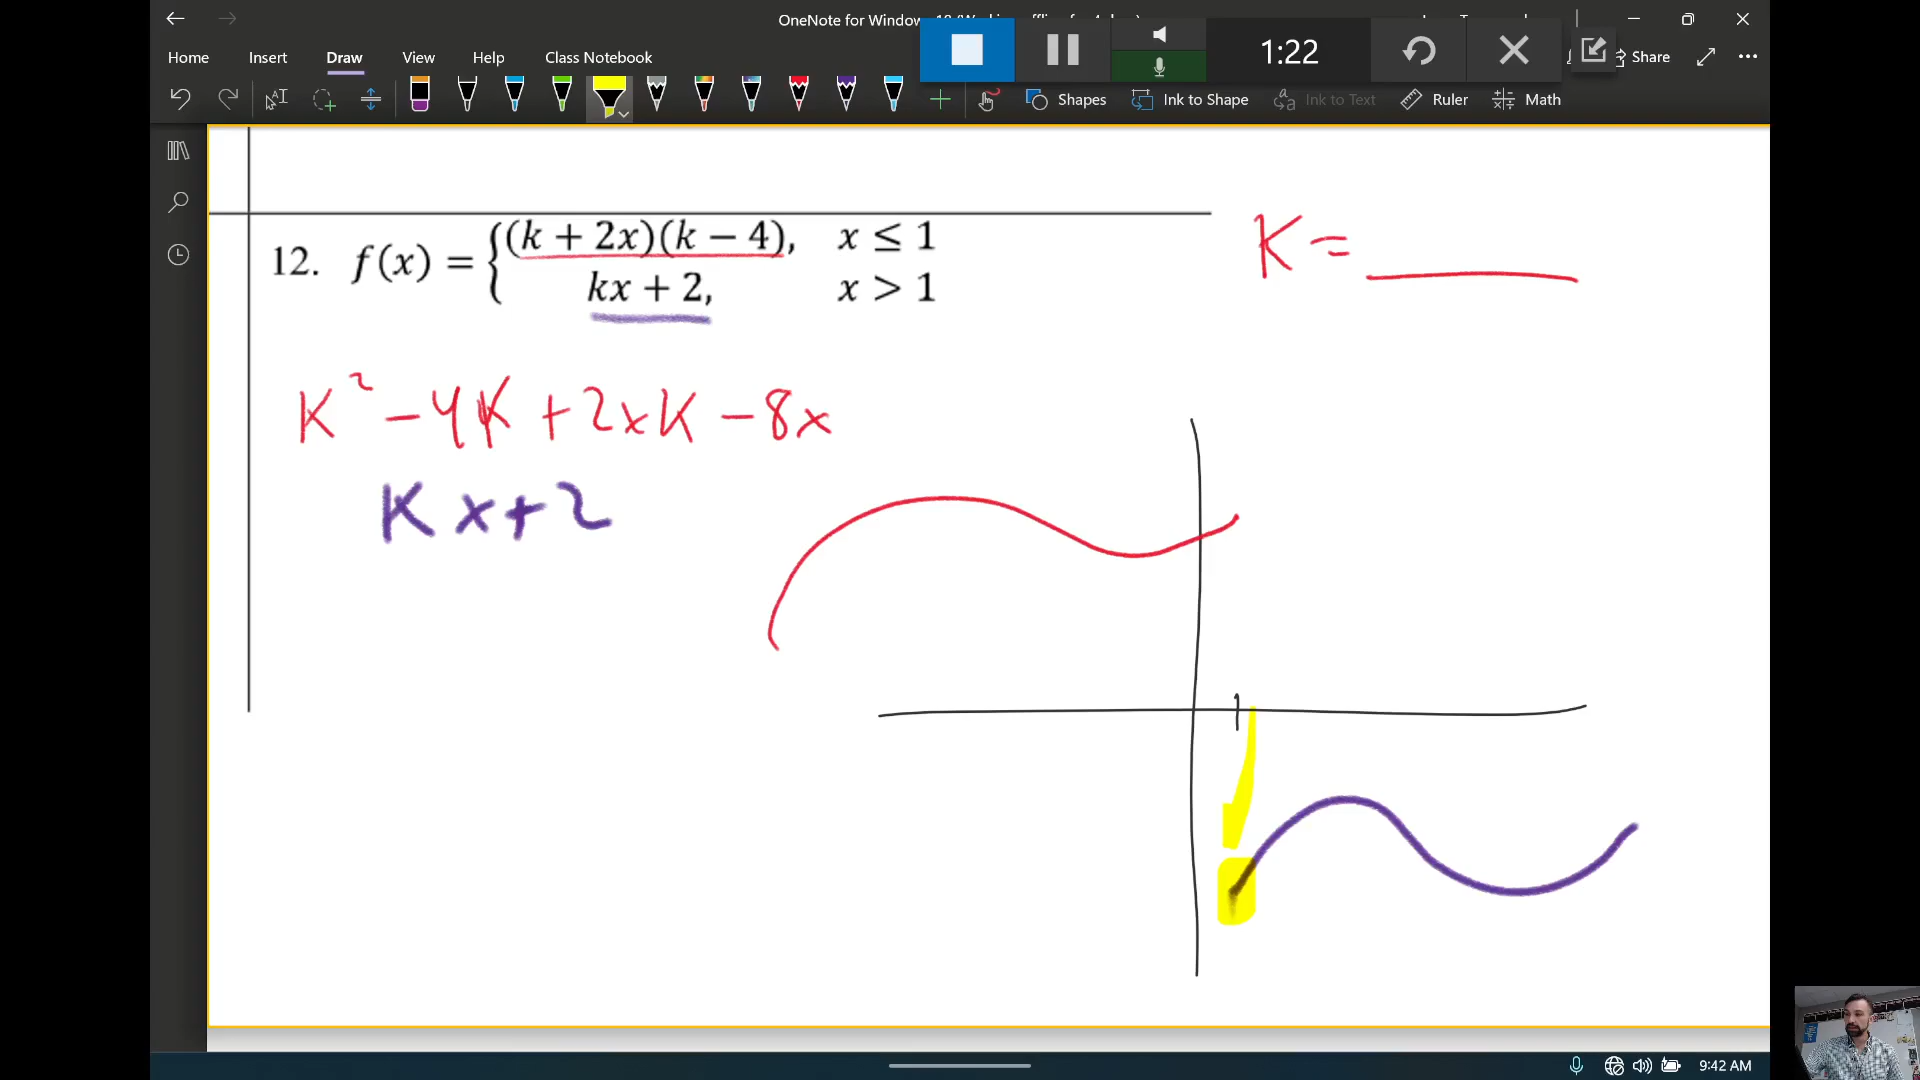 OneNote for Window
1:22
Share
Home Insert Draw View Help Class Notebook
Shapes Ink to Shape Ink to Text Ruler Math
12. f(x) = { (k + 2x)(k − 4), x ≤ 1
kx + 2, x > 1
K = ________
K² − 4K + 2xK − 8x
Kx + 2
1
9:42 AM